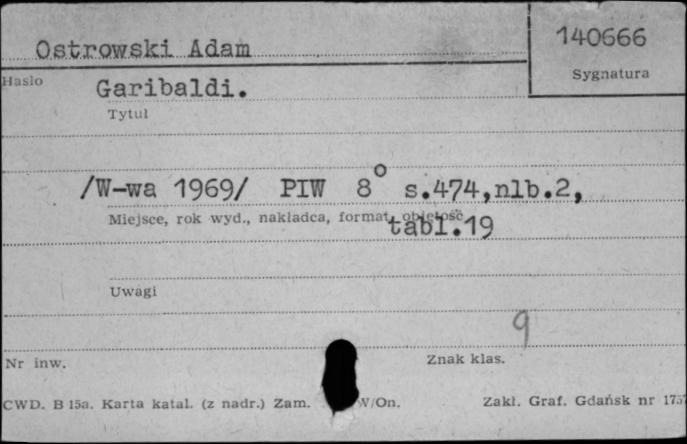 140666
Ostrowski Adam
Hasło
Sygnatura
Garibaldi.
Tytuł
/W-wa 1969/ PIW 8° s.474,nlb.2,
Miejsce, rok wyd., nakładca, format, objętość
tabl.19
Uwagi
9
Nr inw.
Znak klas.
CWD. B 15a. Karta katal. (z nadr.) Zam. W/On.
Zakł. Graf. Gdańsk nr